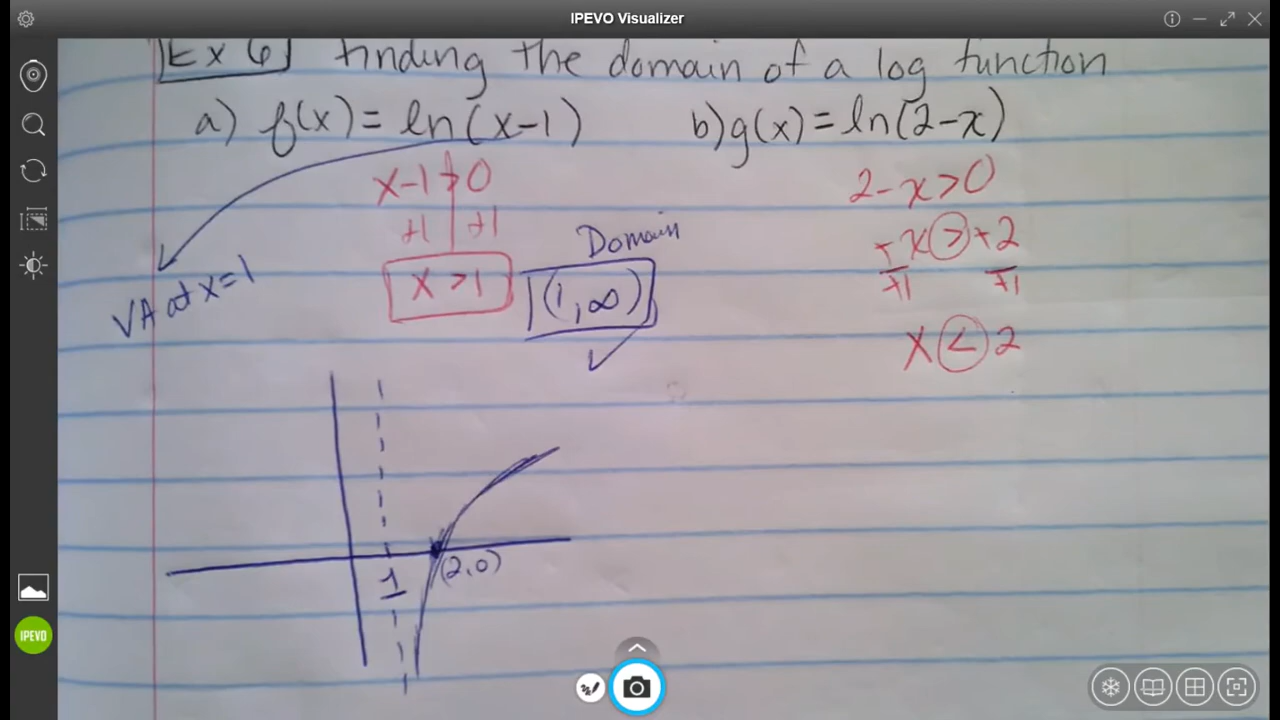 IPEVO Visualizer
Ex 6 finding the domain of a log function
a) f(x) = ln(x-1)
x-1 > 0
+1 +1
x > 1
Domain
(1, ∞)
VA at x=1
1
(2,0)
b) g(x) = ln(2-x)
2-x>0
+x > +2
+1 +1
x < 2
IPEVO